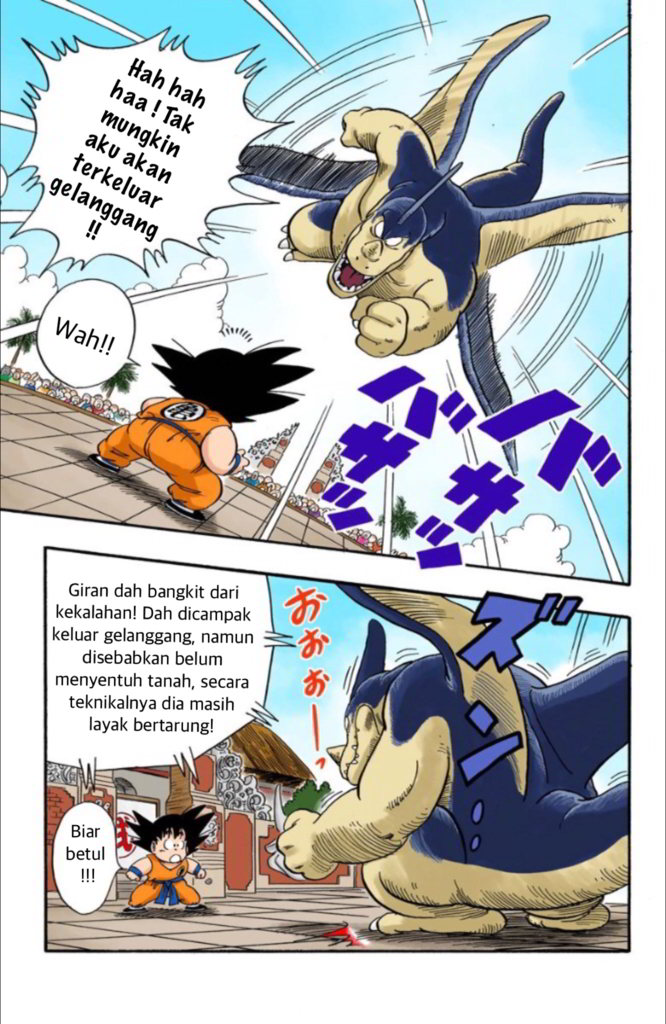 Hah hah
haa ! Tak
mungkin
aku akan
terkeluar
gelanggang
!!
Wah!!
バサッ
バサッ
ドド
Giran dah bangkit dari
kekalahan! Dah dicampak
keluar gelanggang, namun
disebabkan belum
menyentuh tanah, secara
teknikalnya dia masih
layak bertarung!
おおおーっ
ズン...
Biar
betul
!!!